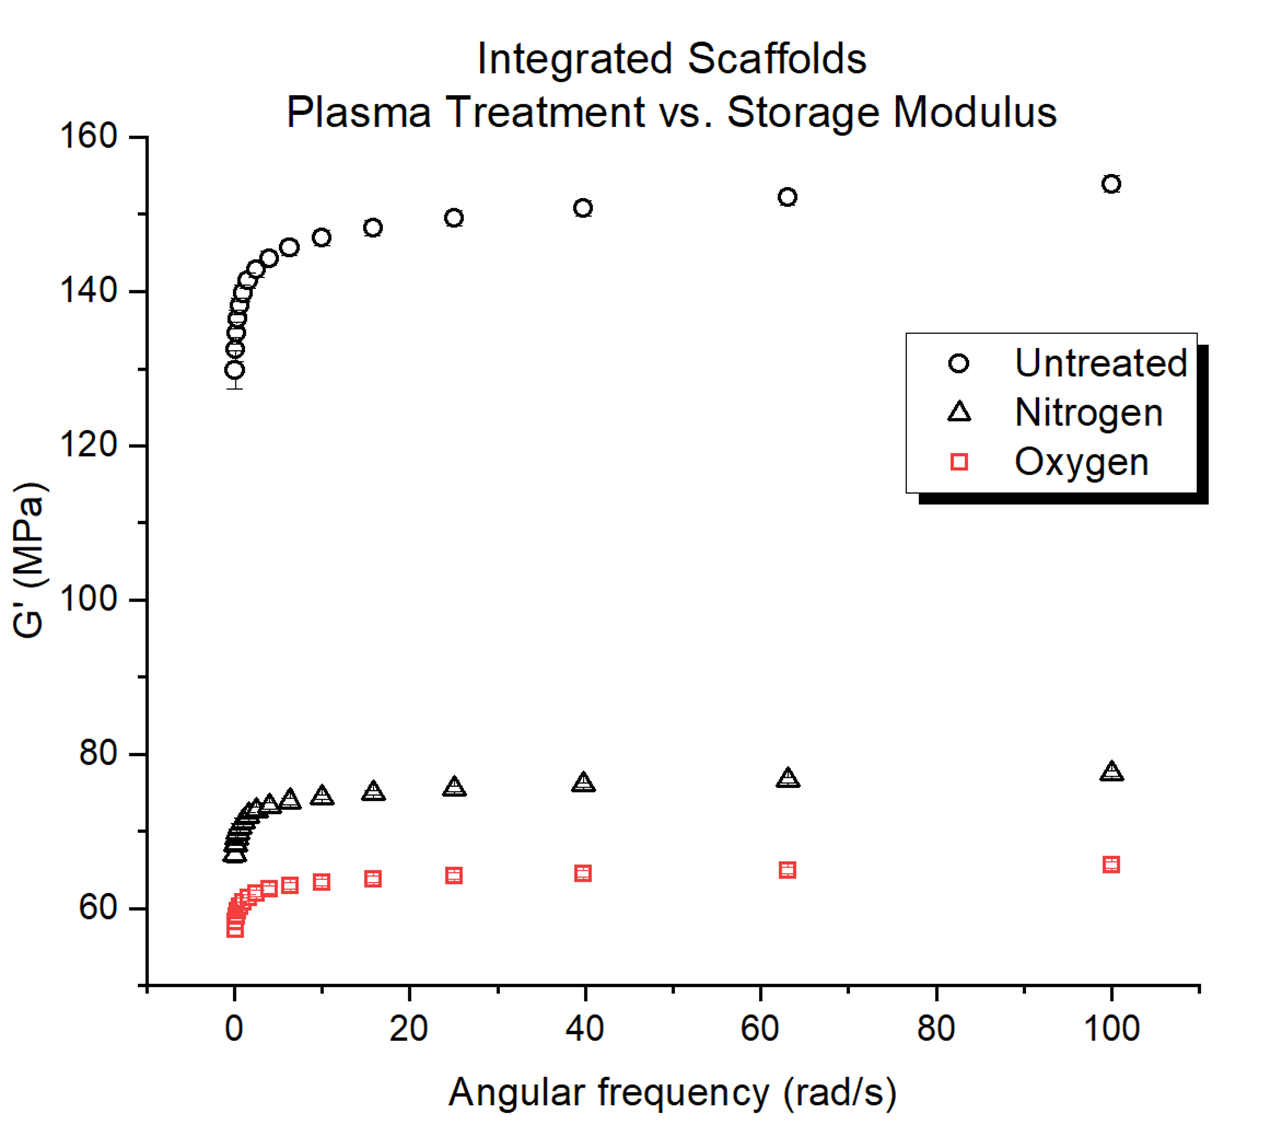 Integrated Scaffolds
Plasma Treatment vs. Storage Modulus
160
140
120
100
80
60
G' (MPa)
Untreated
Nitrogen
Oxygen
0 20 40 60 80 100
Angular frequency (rad/s)